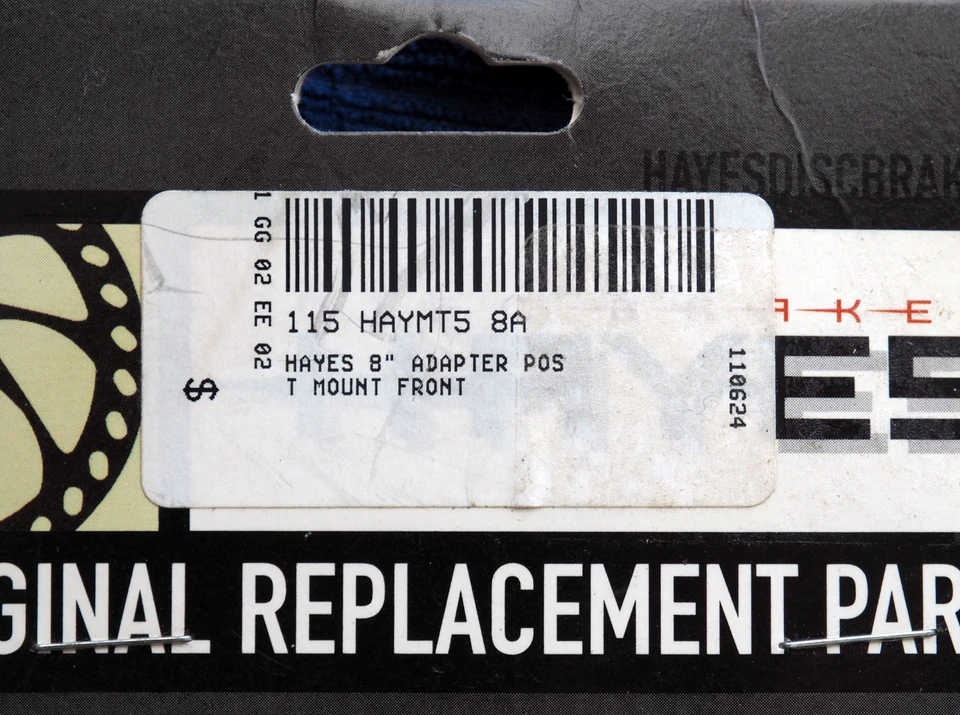 HAYESDISCBRAK
1 GG 02 EE 02
115 HAYMT5 8A
HAYES 8" ADAPTER POS
T MOUNT FRONT
$
110624
A K E
ES
GINAL REPLACEMENT PAR